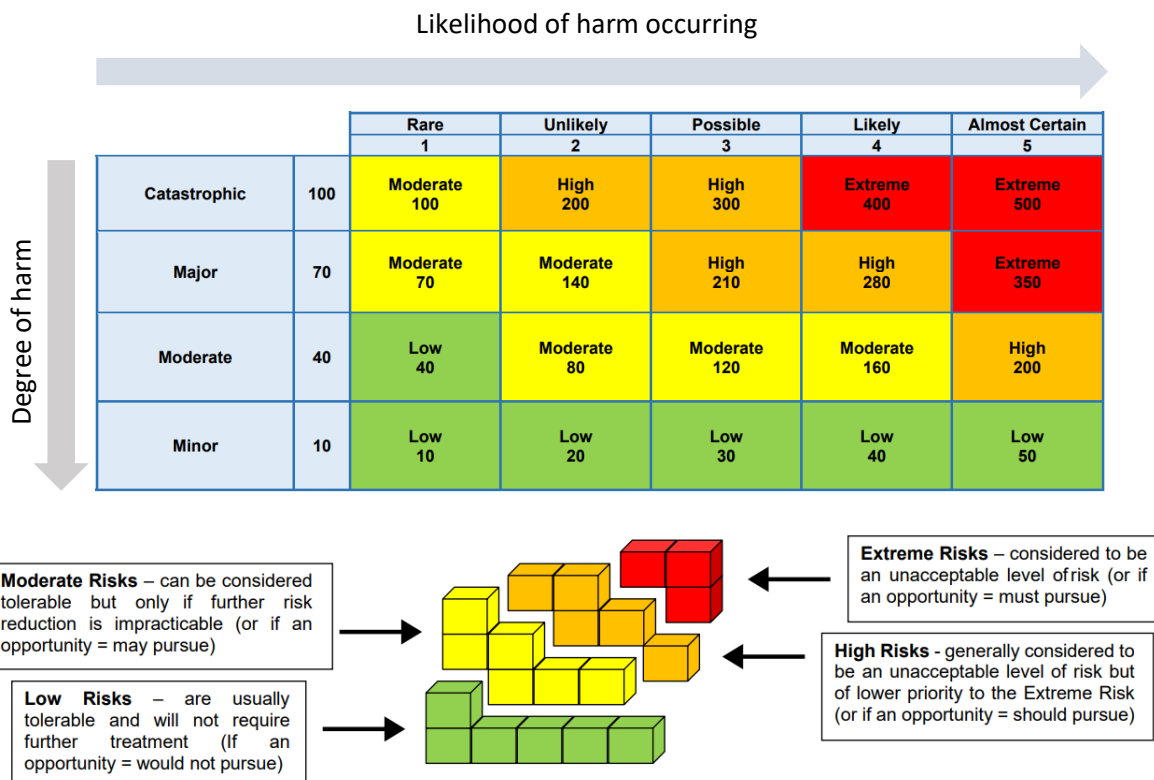 Likelihood of harm occurring
Rare Unlikely Possible Likely Almost Certain
1 2 3 4 5
Degree of harm
Catastrophic 100 Moderate 100 High 200 High 300 Extreme 400 Extreme 500
Major 70 Moderate 70 Moderate 140 High 210 High 280 Extreme 350
Moderate 40 Low 40 Moderate 80 Moderate 120 Moderate 160 High 200
Minor 10 Low 10 Low 20 Low 30 Low 40 Low 50
Moderate Risks – can be considered
tolerable but only if further risk
reduction is impracticable (or if an
opportunity = may pursue)
Low Risks – are usually
tolerable and will not require
further treatment (If an
opportunity = would not pursue)
Extreme Risks – considered to be
an unacceptable level of risk (or if
an opportunity = must pursue)
High Risks - generally considered to
be an unacceptable level of risk but
of lower priority to the Extreme Risk
(or if an opportunity = should pursue)